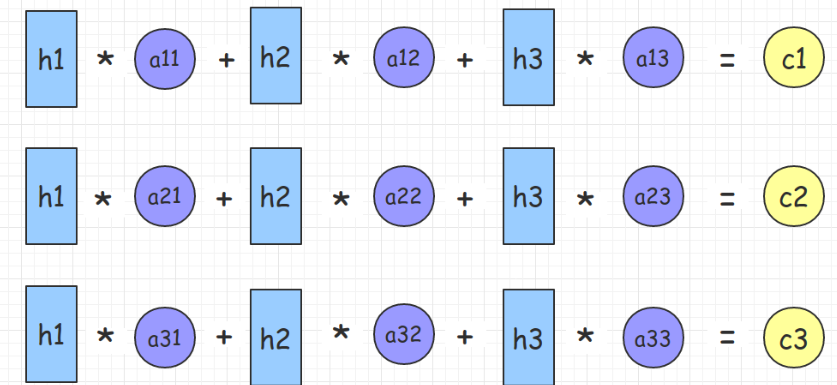 h1 * a11 + h2 * a12 + h3 * a13 = c1
h1 * a21 + h2 * a22 + h3 * a23 = c2
h1 * a31 + h2 * a32 + h3 * a33 = c3